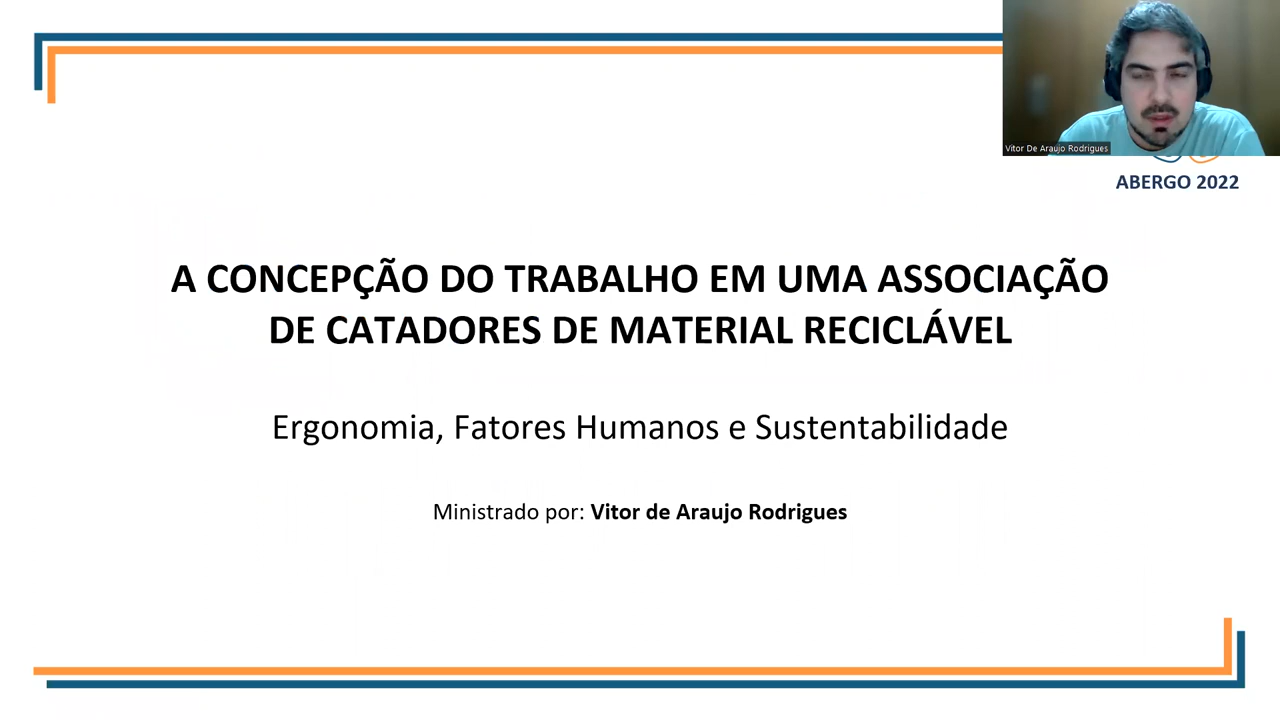 Vitor De Araujo Rodrigues
ABERGO 2022
A CONCEPÇÃO DO TRABALHO EM UMA ASSOCIAÇÃO
DE CATADORES DE MATERIAL RECICLÁVEL
Ergonomia, Fatores Humanos e Sustentabilidade
Ministrado por: Vitor de Araujo Rodrigues